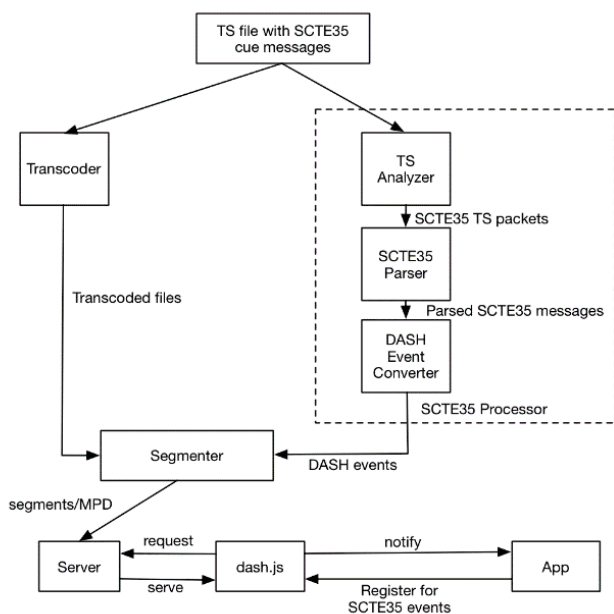 TS file with SCTE35
cue messages
Transcoder
TS
Analyzer
SCTE35 TS packets
SCTE35
Parser
Transcoded files
Parsed SCTE35 messages
DASH
Event
Converter
SCTE35 Processor
Segmenter
DASH events
segments/MPD
request
notify
Server
dash.js
App
serve
Register for
SCTE35 events